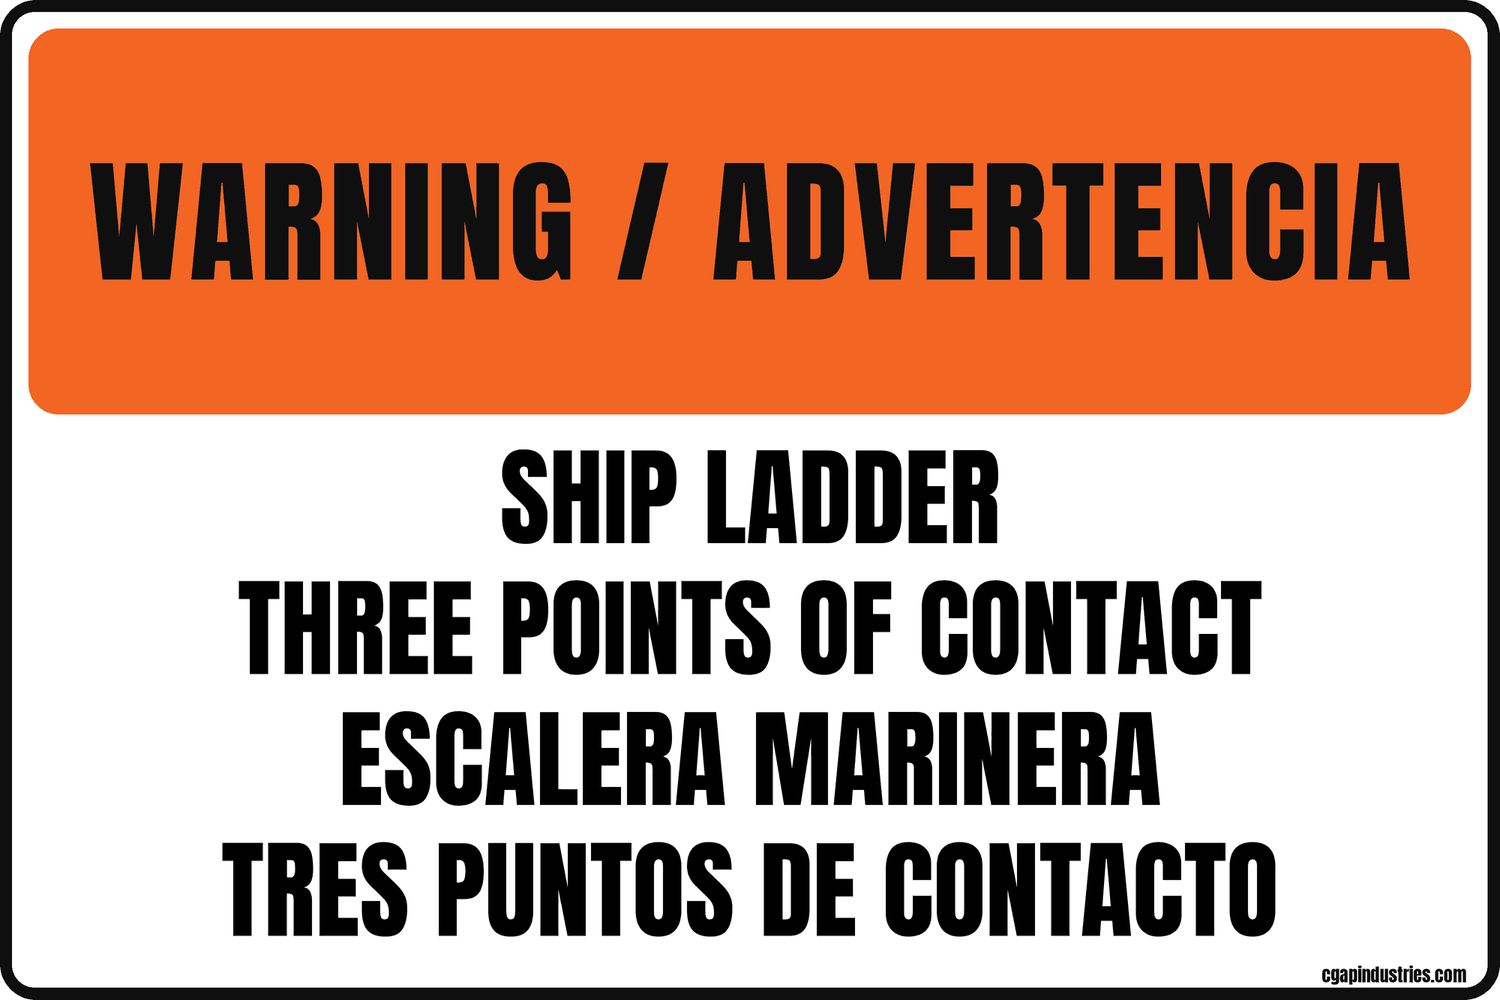 WARNING / ADVERTENCIA
SHIP LADDER
THREE POINTS OF CONTACT
ESCALERA MARINERA
TRES PUNTOS DE CONTACTO
cgapindustries.com